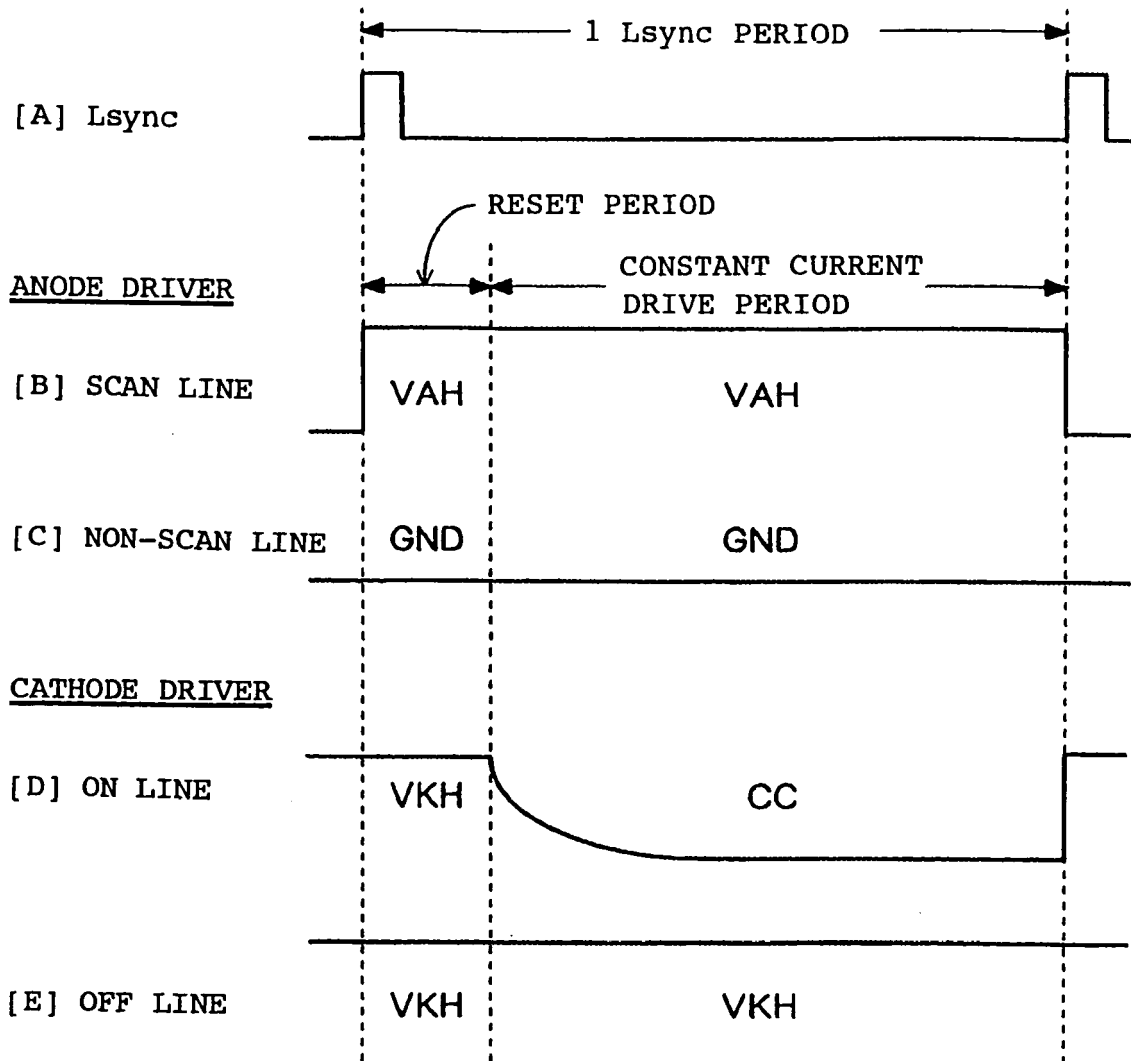 1 Lsync PERIOD
[A] Lsync
RESET PERIOD
ANODE DRIVER
CONSTANT CURRENT
DRIVE PERIOD
[B] SCAN LINE
VAH
VAH
[C] NON-SCAN LINE
GND
GND
CATHODE DRIVER
[D] ON LINE
VKH
CC
[E] OFF LINE
VKH
VKH